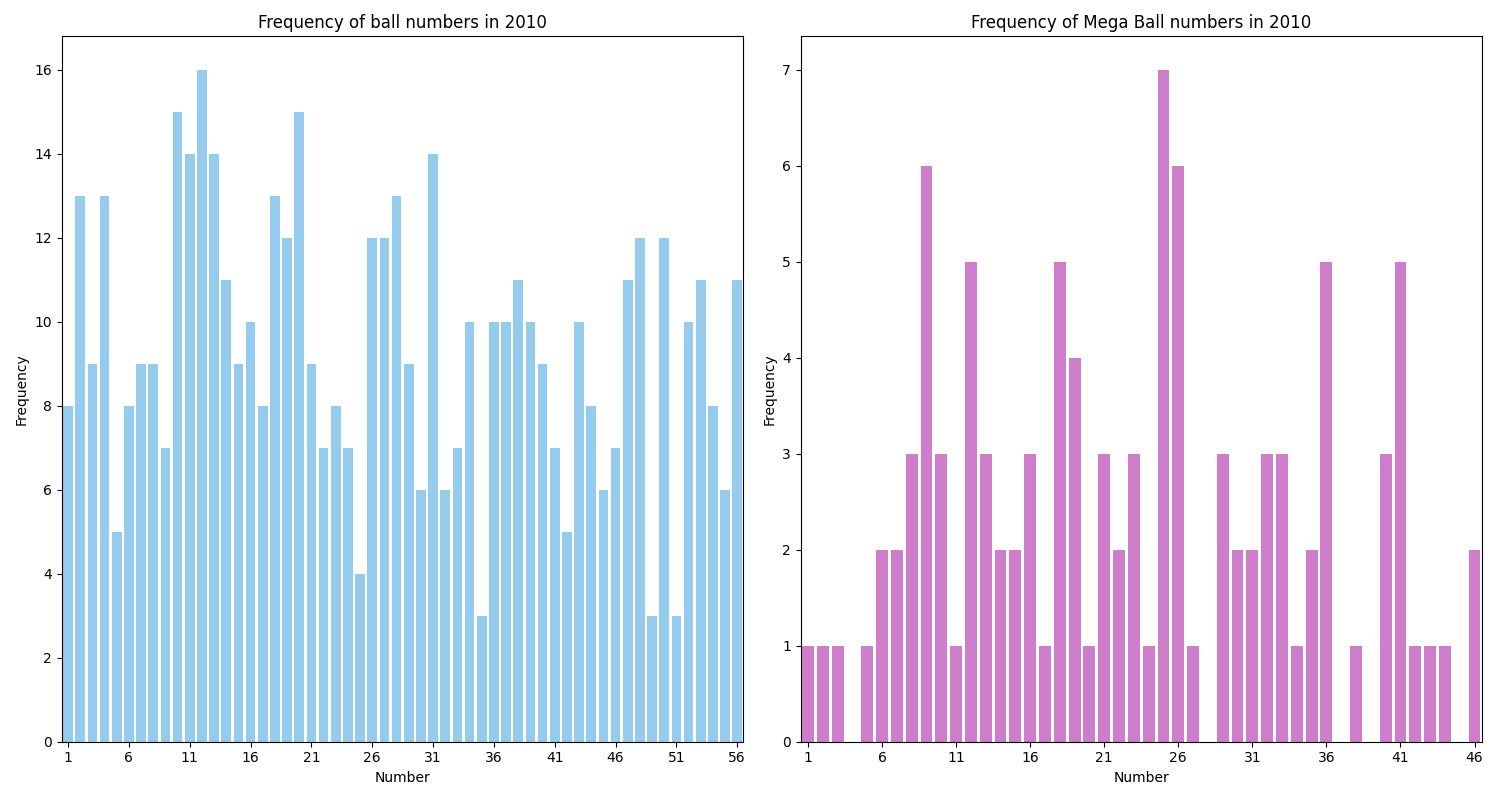 Frequency of ball numbers in 2010
16
14
12
10
8
6
4
2
0
Frequency
1 6 11 16 21 26 31 36 41 46 51 56
Number
Frequency of Mega Ball numbers in 2010
7
6
5
4
3
2
1
0
Frequency
1 6 11 16 21 26 31 36 41 46
Number